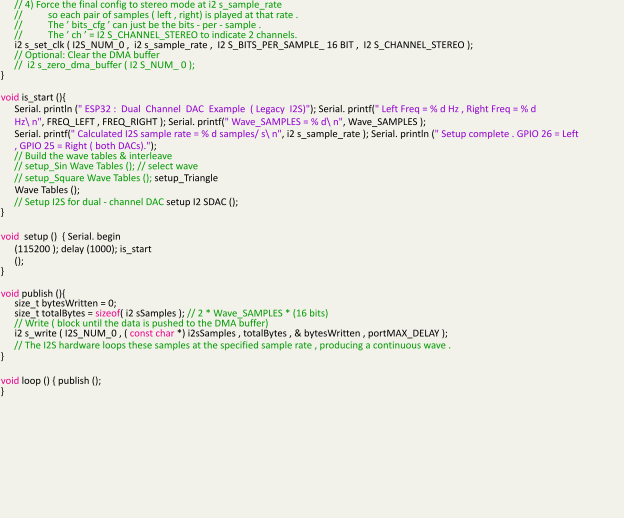 // 4) Force the final config to stereo mode at i2 s_sample_rate
// so each pair of samples ( left , right) is played at that rate .
// The ' bits_cfg ' can just be the bits - per - sample .
// The ' ch ' = I2 S_CHANNEL_STEREO to indicate 2 channels.
i2 s_set_clk ( I2S_NUM_0 , i2 s_sample_rate , I2 S_BITS_PER_SAMPLE_ 16 BIT , I2 S_CHANNEL_STEREO );
// Optional: Clear the DMA buffer
// i2 s_zero_dma_buffer ( I2 S_NUM_ 0 );
}
void is_start (){
Serial. println (" ESP32 : Dual Channel DAC Example ( Legacy I2S)"); Serial. printf(" Left Freq = % d Hz , Right Freq = % d
Hz\ n", FREQ_LEFT , FREQ_RIGHT ); Serial. printf(" Wave_SAMPLES = % d\ n", Wave_SAMPLES );
Serial. printf(" Calculated I2S sample rate = % d samples/ s\ n", i2 s_sample_rate ); Serial. println (" Setup complete . GPIO 26 = Left
, GPIO 25 = Right ( both DACs).");
// Build the wave tables & interleave
// setup_Sin Wave Tables (); // select wave
// setup_Square Wave Tables (); setup_Triangle
Wave Tables ();
// Setup I2S for dual - channel DAC setup I2 SDAC ();
}
void setup () { Serial. begin
(115200 ); delay (1000); is_start
();
}
void publish (){
size_t bytesWritten = 0;
size_t totalBytes = sizeof( i2 sSamples ); // 2 * Wave_SAMPLES * (16 bits)
// Write ( block until the data is pushed to the DMA buffer)
i2 s_write ( I2S_NUM_0 , ( const char *) i2sSamples , totalBytes , & bytesWritten , portMAX_DELAY );
// The I2S hardware loops these samples at the specified sample rate , producing a continuous wave .
}
void loop () { publish ();
}